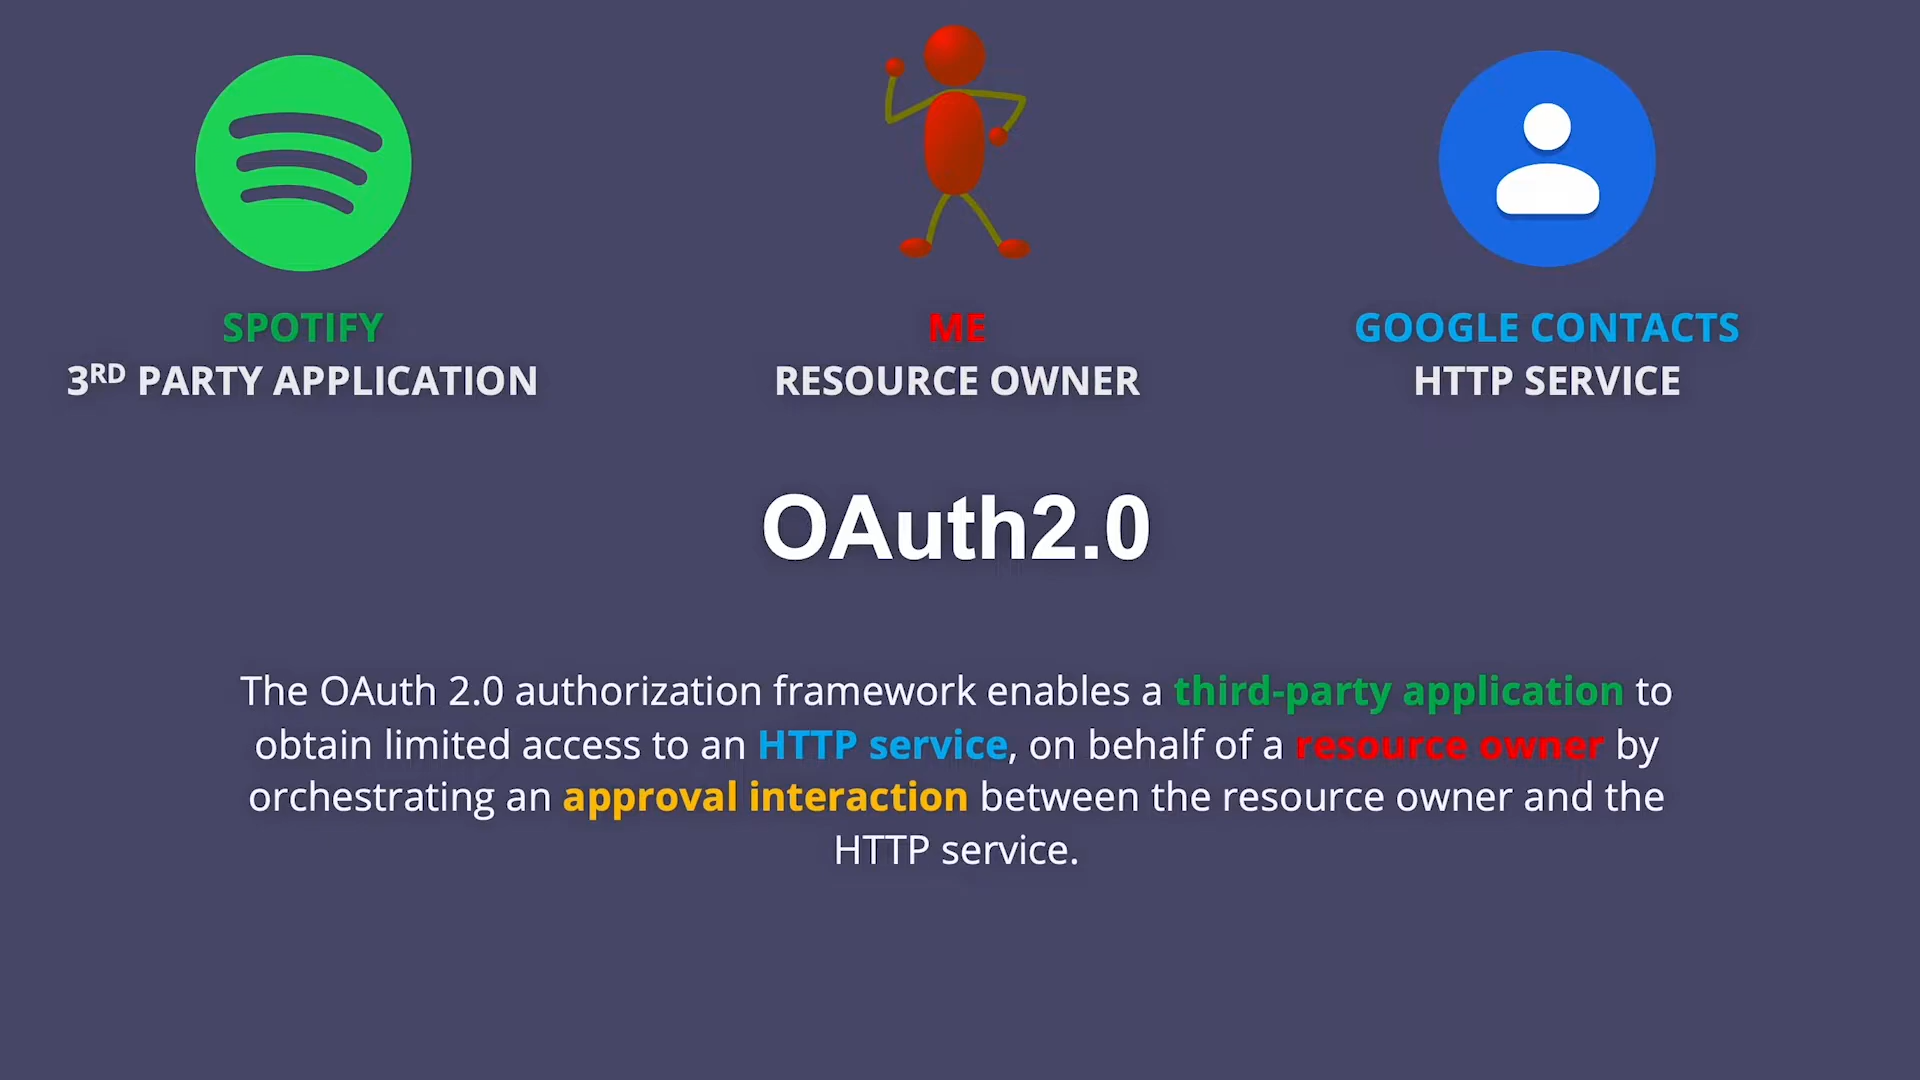 SPOTIFY
3RD PARTY APPLICATION
ME
RESOURCE OWNER
GOOGLE CONTACTS
HTTP SERVICE
OAuth2.0
The OAuth 2.0 authorization framework enables a third-party application to
obtain limited access to an HTTP service, on behalf of a resource owner by
orchestrating an approval interaction between the resource owner and the
HTTP service.